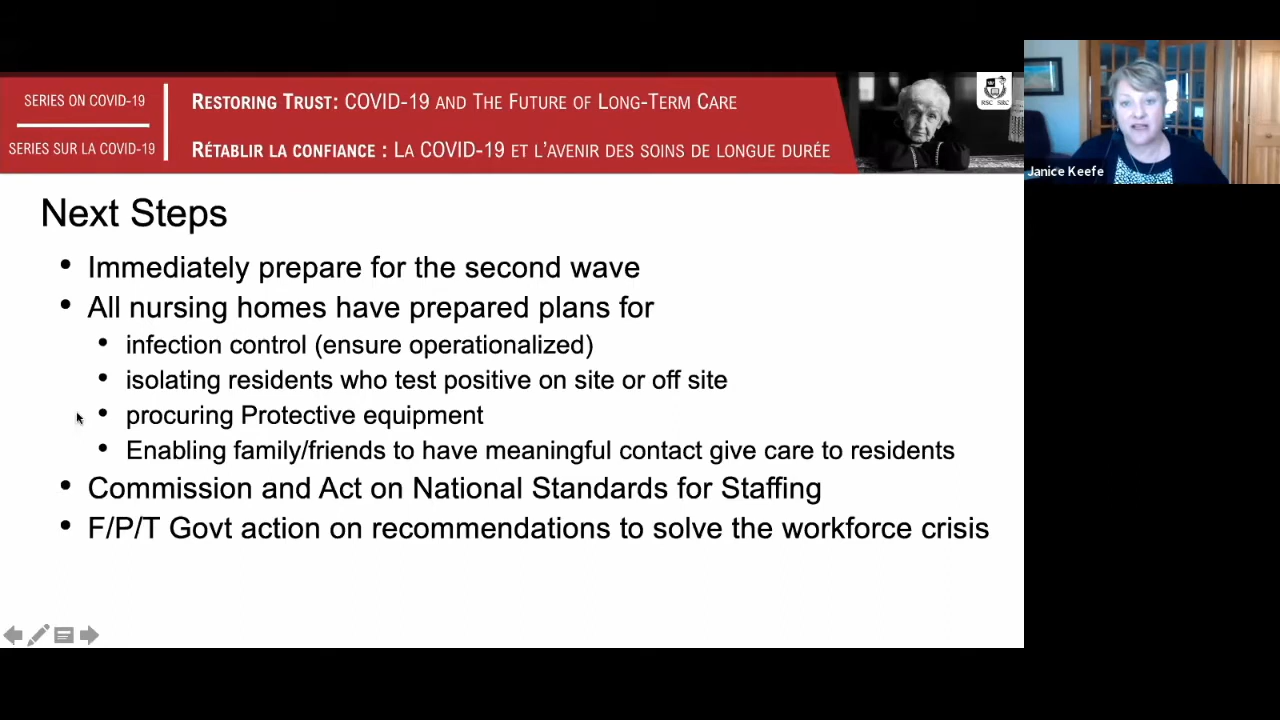 SERIES ON COVID-19
SERIES SUR LA COVID-19
RESTORING TRUST: COVID-19 AND THE FUTURE OF LONG-TERM CARE
RÉTABLIR LA CONFIANCE : LA COVID-19 ET L'AVENIR DES SOINS DE LONGUE DURÉE
RSC SRC
Janice Keefe
Next Steps
• Immediately prepare for the second wave
• All nursing homes have prepared plans for
• infection control (ensure operationalized)
• isolating residents who test positive on site or off site
• procuring Protective equipment
• Enabling family/friends to have meaningful contact give care to residents
• Commission and Act on National Standards for Staffing
• F/P/T Govt action on recommendations to solve the workforce crisis